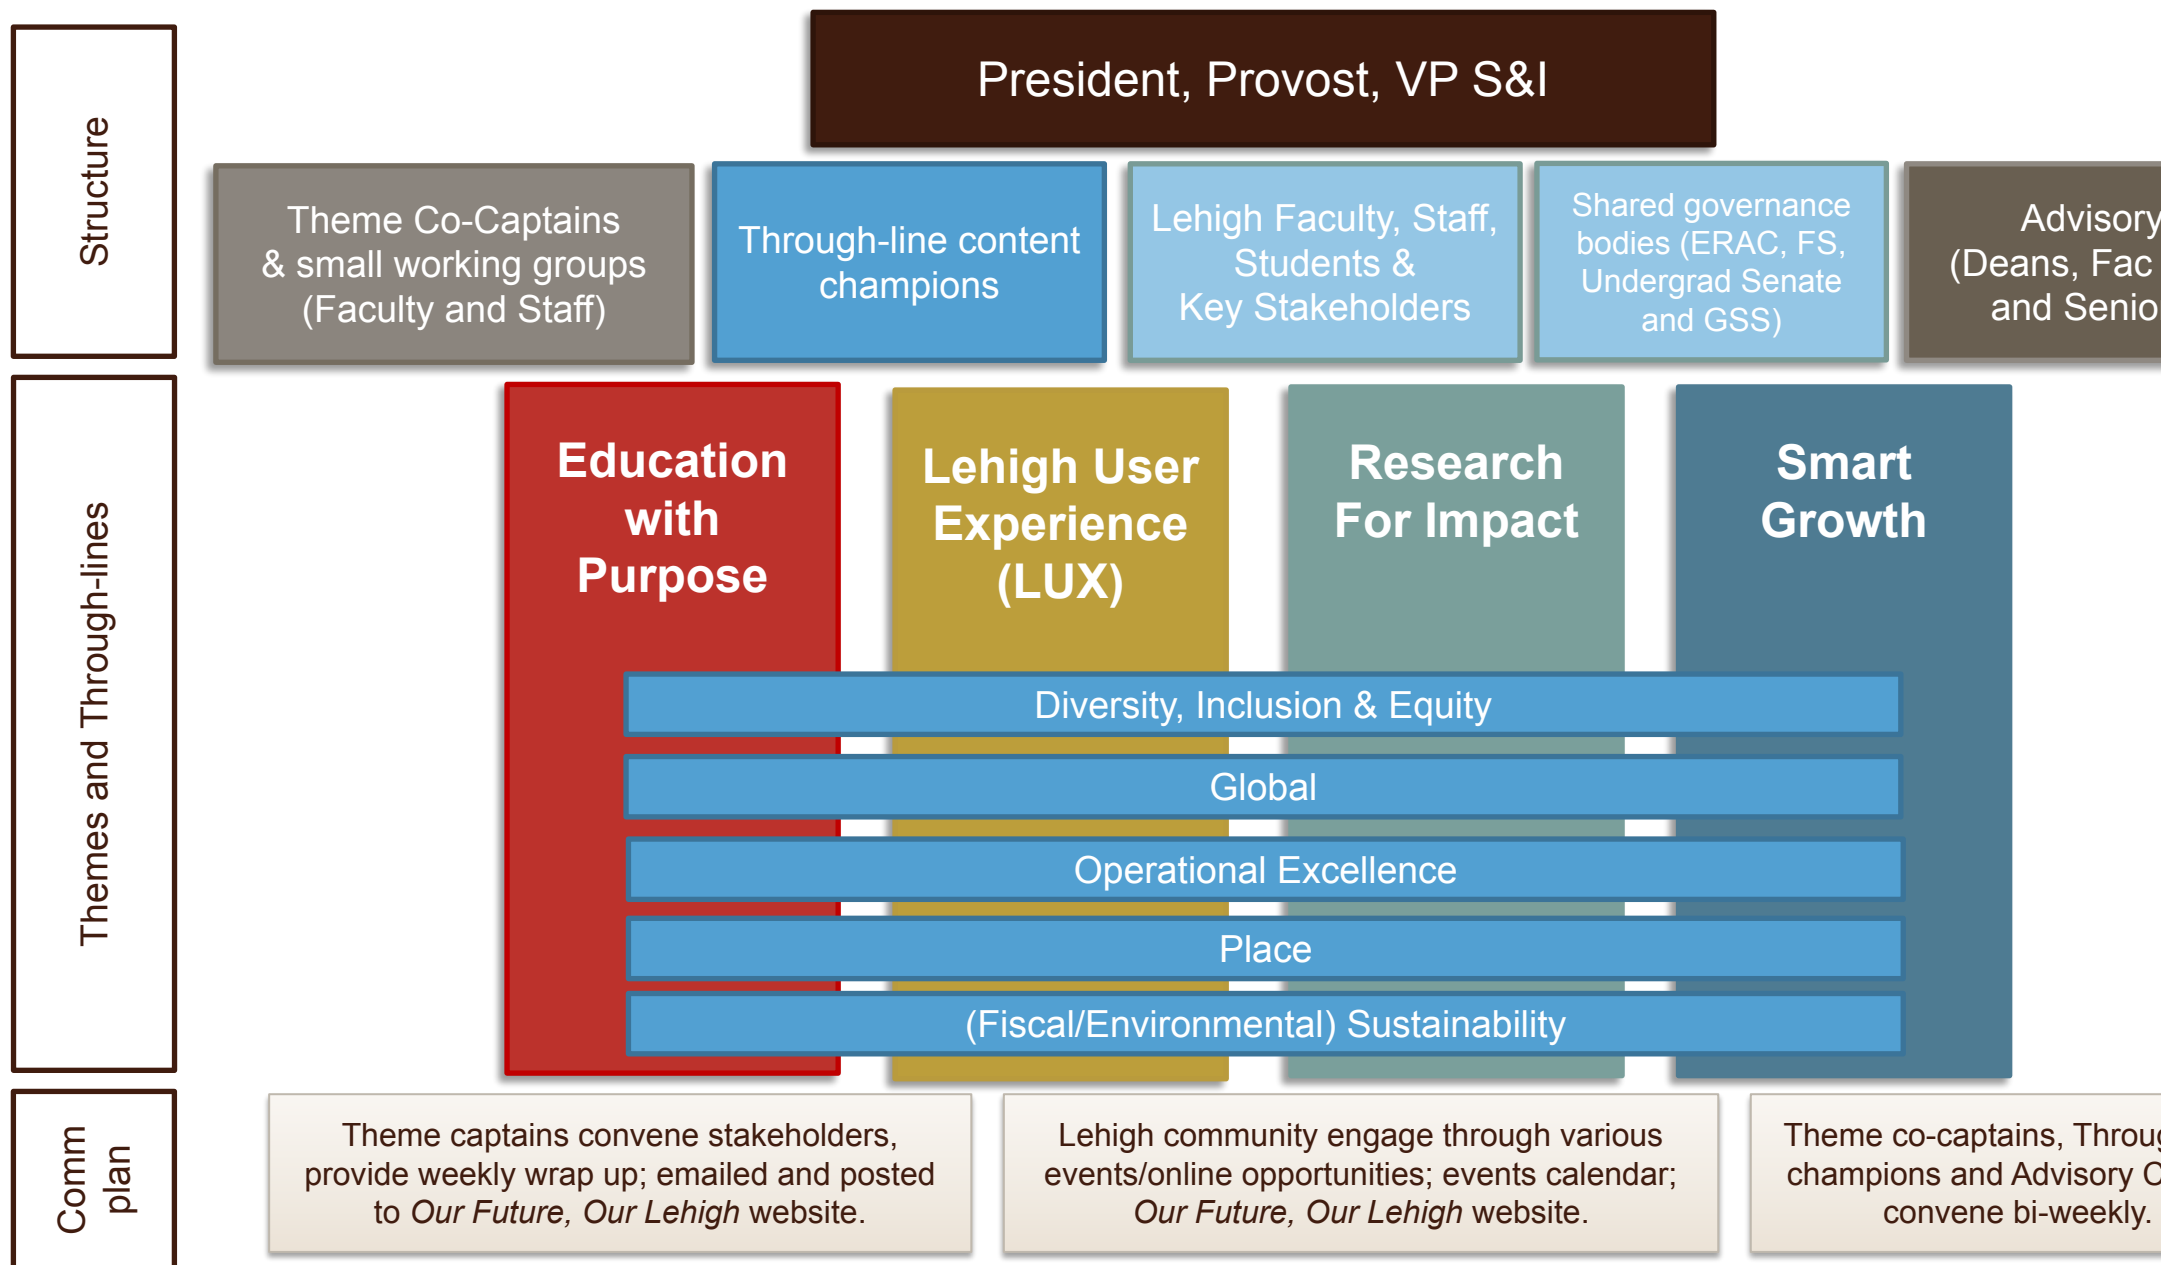 Structure
President, Provost, VP S&I
Theme Co-Captains
& small working groups
(Faculty and Staff)
Through-line content
champions
Lehigh Faculty, Staff,
Students &
Key Stakeholders
Shared governance
bodies (ERAC, FS,
Undergrad Senate
and GSS)
Advisory
(Deans, Fac
and
Themes and Through-lines
Education
with
Purpose
Lehigh User
Experience
(LUX)
Research
For Impact
Smart
Growth
Diversity, Inclusion & Equity
Global
Operational Excellence
Place
(Fiscal/Environmental) Sustainability
Comm
plan
Theme captains convene stakeholders,
provide weekly wrap up; emailed and posted
to Our Future, Our Lehigh website.
Lehigh community engage through various
events/online opportunities; events calendar;
Our Future, Our Lehigh website.
Theme co-captains,
champions and Advisory
convene bi-weekly.